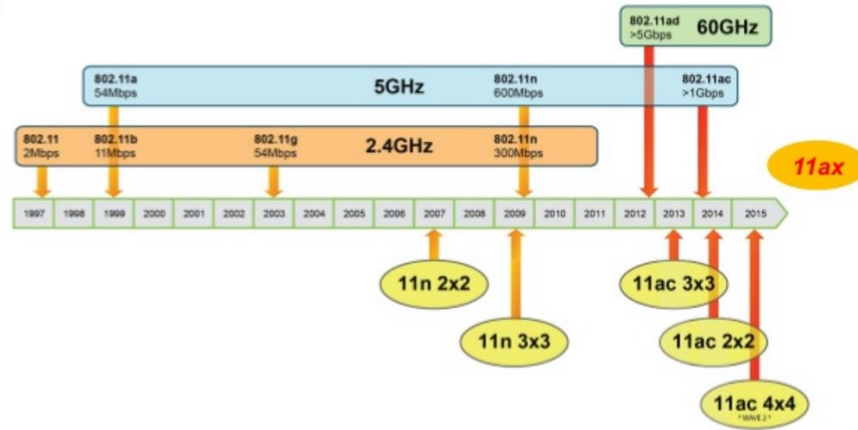 802.11ad
>5Gbps
60GHz
802.11a
54Mbps
5GHz
802.11n
600Mbps
802.11ac
>1Gbps
802.11
2Mbps
802.11b
11Mbps
802.11g
54Mbps
2.4GHz
802.11n
300Mbps
11ax
1997 1998 1999 2000 2001 2002 2003 2004 2005 2006 2007 2008 2009 2010 2011 2012 2013 2014 2015
11n 2x2
11ac 3x3
11n 3x3
11ac 2x2
11ac 4x4
* WAVE 2 *